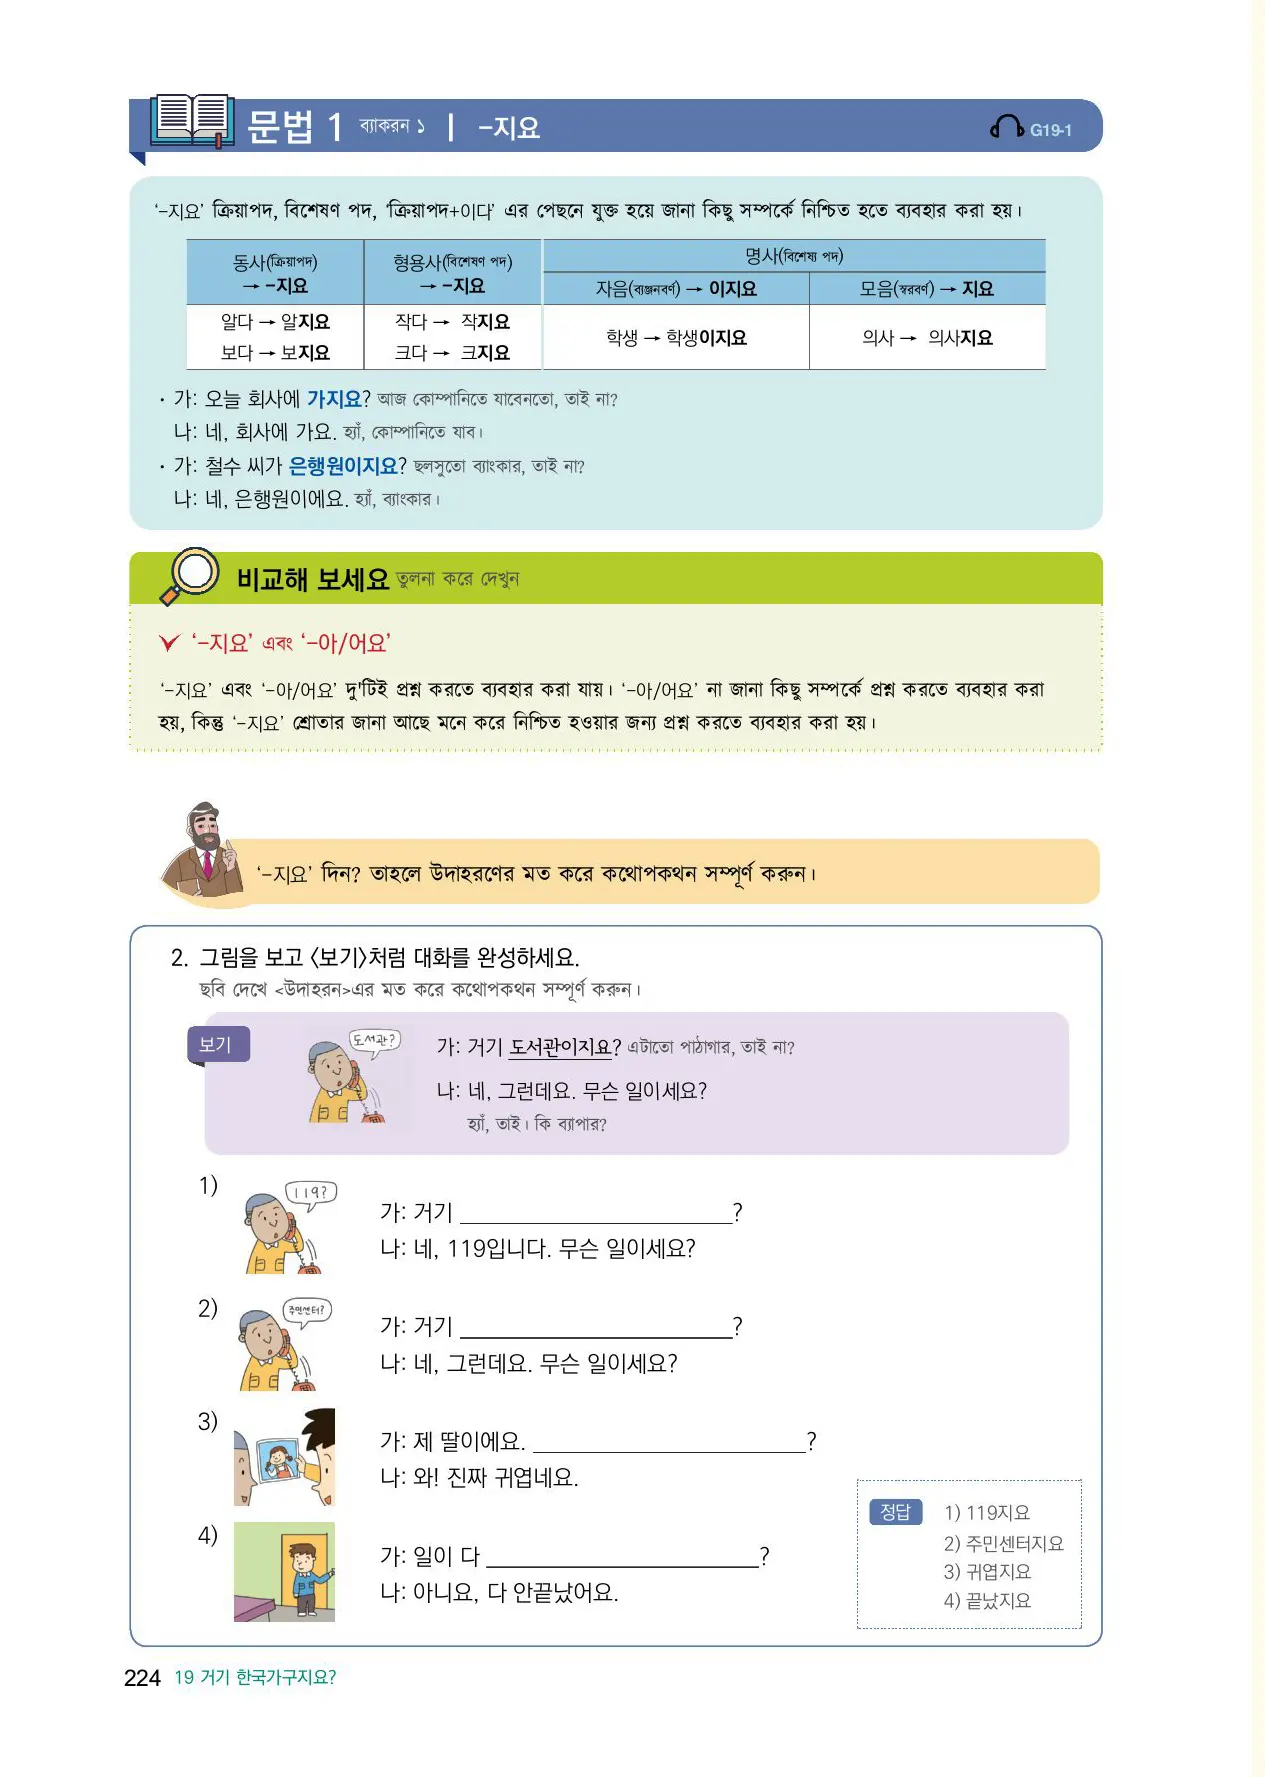 문법 1 ব্যাকরন ১ | -지요
G19-1
‘-지요’ ক্রিয়াপদ, বিশেষণ পদ, ‘ক্রিয়াপদ+이다’ এর পেছনে যুক্ত হয়ে জানা কিছু সম্পর্কে নিশ্চিত হতে ব্যবহার করা হয়।
동사(ক্রিয়াপদ)
→ -지요
형용사(বিশেষণ পদ)
→ -지요
명사(বিশেষ্য পদ)
자음(ব্যঞ্জনবর্ণ) → 이지요
모음(স্বরবর্ণ) → 지요
알다 → 알지요
보다 → 보지요
작다 → 작지요
크다 → 크지요
학생 → 학생이지요
의사 → 의사지요
· 가: 오늘 회사에 가지요? আজ কোম্পানিতে যাবেনতো, তাই না?
나: 네, 회사에 가요. হ্যাঁ, কোম্পানিতে যাব।
· 가: 철수 씨가 은행원이지요? ছলসুতো ব্যাংকার, তাই না?
나: 네, 은행원이에요. হ্যাঁ, ব্যাংকার।
비교해 보세요 তুলনা করে দেখুন
‘-지요’ এবং ‘-아/어요’
‘-지요’ এবং ‘-아/어요’ দু'টিই প্রশ্ন করতে ব্যবহার করা যায়। ‘-아/어요’ না জানা কিছু সম্পর্কে প্রশ্ন করতে ব্যবহার করা
হয়, কিন্তু ‘-지요’ শ্রোতার জানা আছে মনে করে নিশ্চিত হওয়ার জন্য প্রশ্ন করতে ব্যবহার করা হয়।
‘-지요’ দিন? তাহলে উদাহরণের মত করে কথোপকথন সম্পূর্ণ করুন।
2. 그림을 보고 〈보기〉처럼 대화를 완성하세요.
ছবি দেখে <উদাহরন>এর মত করে কথোপকথন সম্পূর্ণ করুন।
보기
도서관?
가: 거기 도서관이지요? এটাতো পাঠাগার, তাই না?
나: 네, 그런데요. 무슨 일이세요?
হ্যাঁ, তাই। কি ব্যাপার?
1)
119?
가: 거기 ____________________?
나: 네, 119입니다. 무슨 일이세요?
2)
주민센터?
가: 거기 ____________________?
나: 네, 그런데요. 무슨 일이세요?
3)
가: 제 딸이에요. ____________________?
나: 와! 진짜 귀엽네요.
4)
가: 일이 다 ____________________?
나: 아니요, 다 안끝났어요.
정답
1) 119지요
2) 주민센터지요
3) 귀엽지요
4) 끝났지요
224 19 거기 한국가구지요?